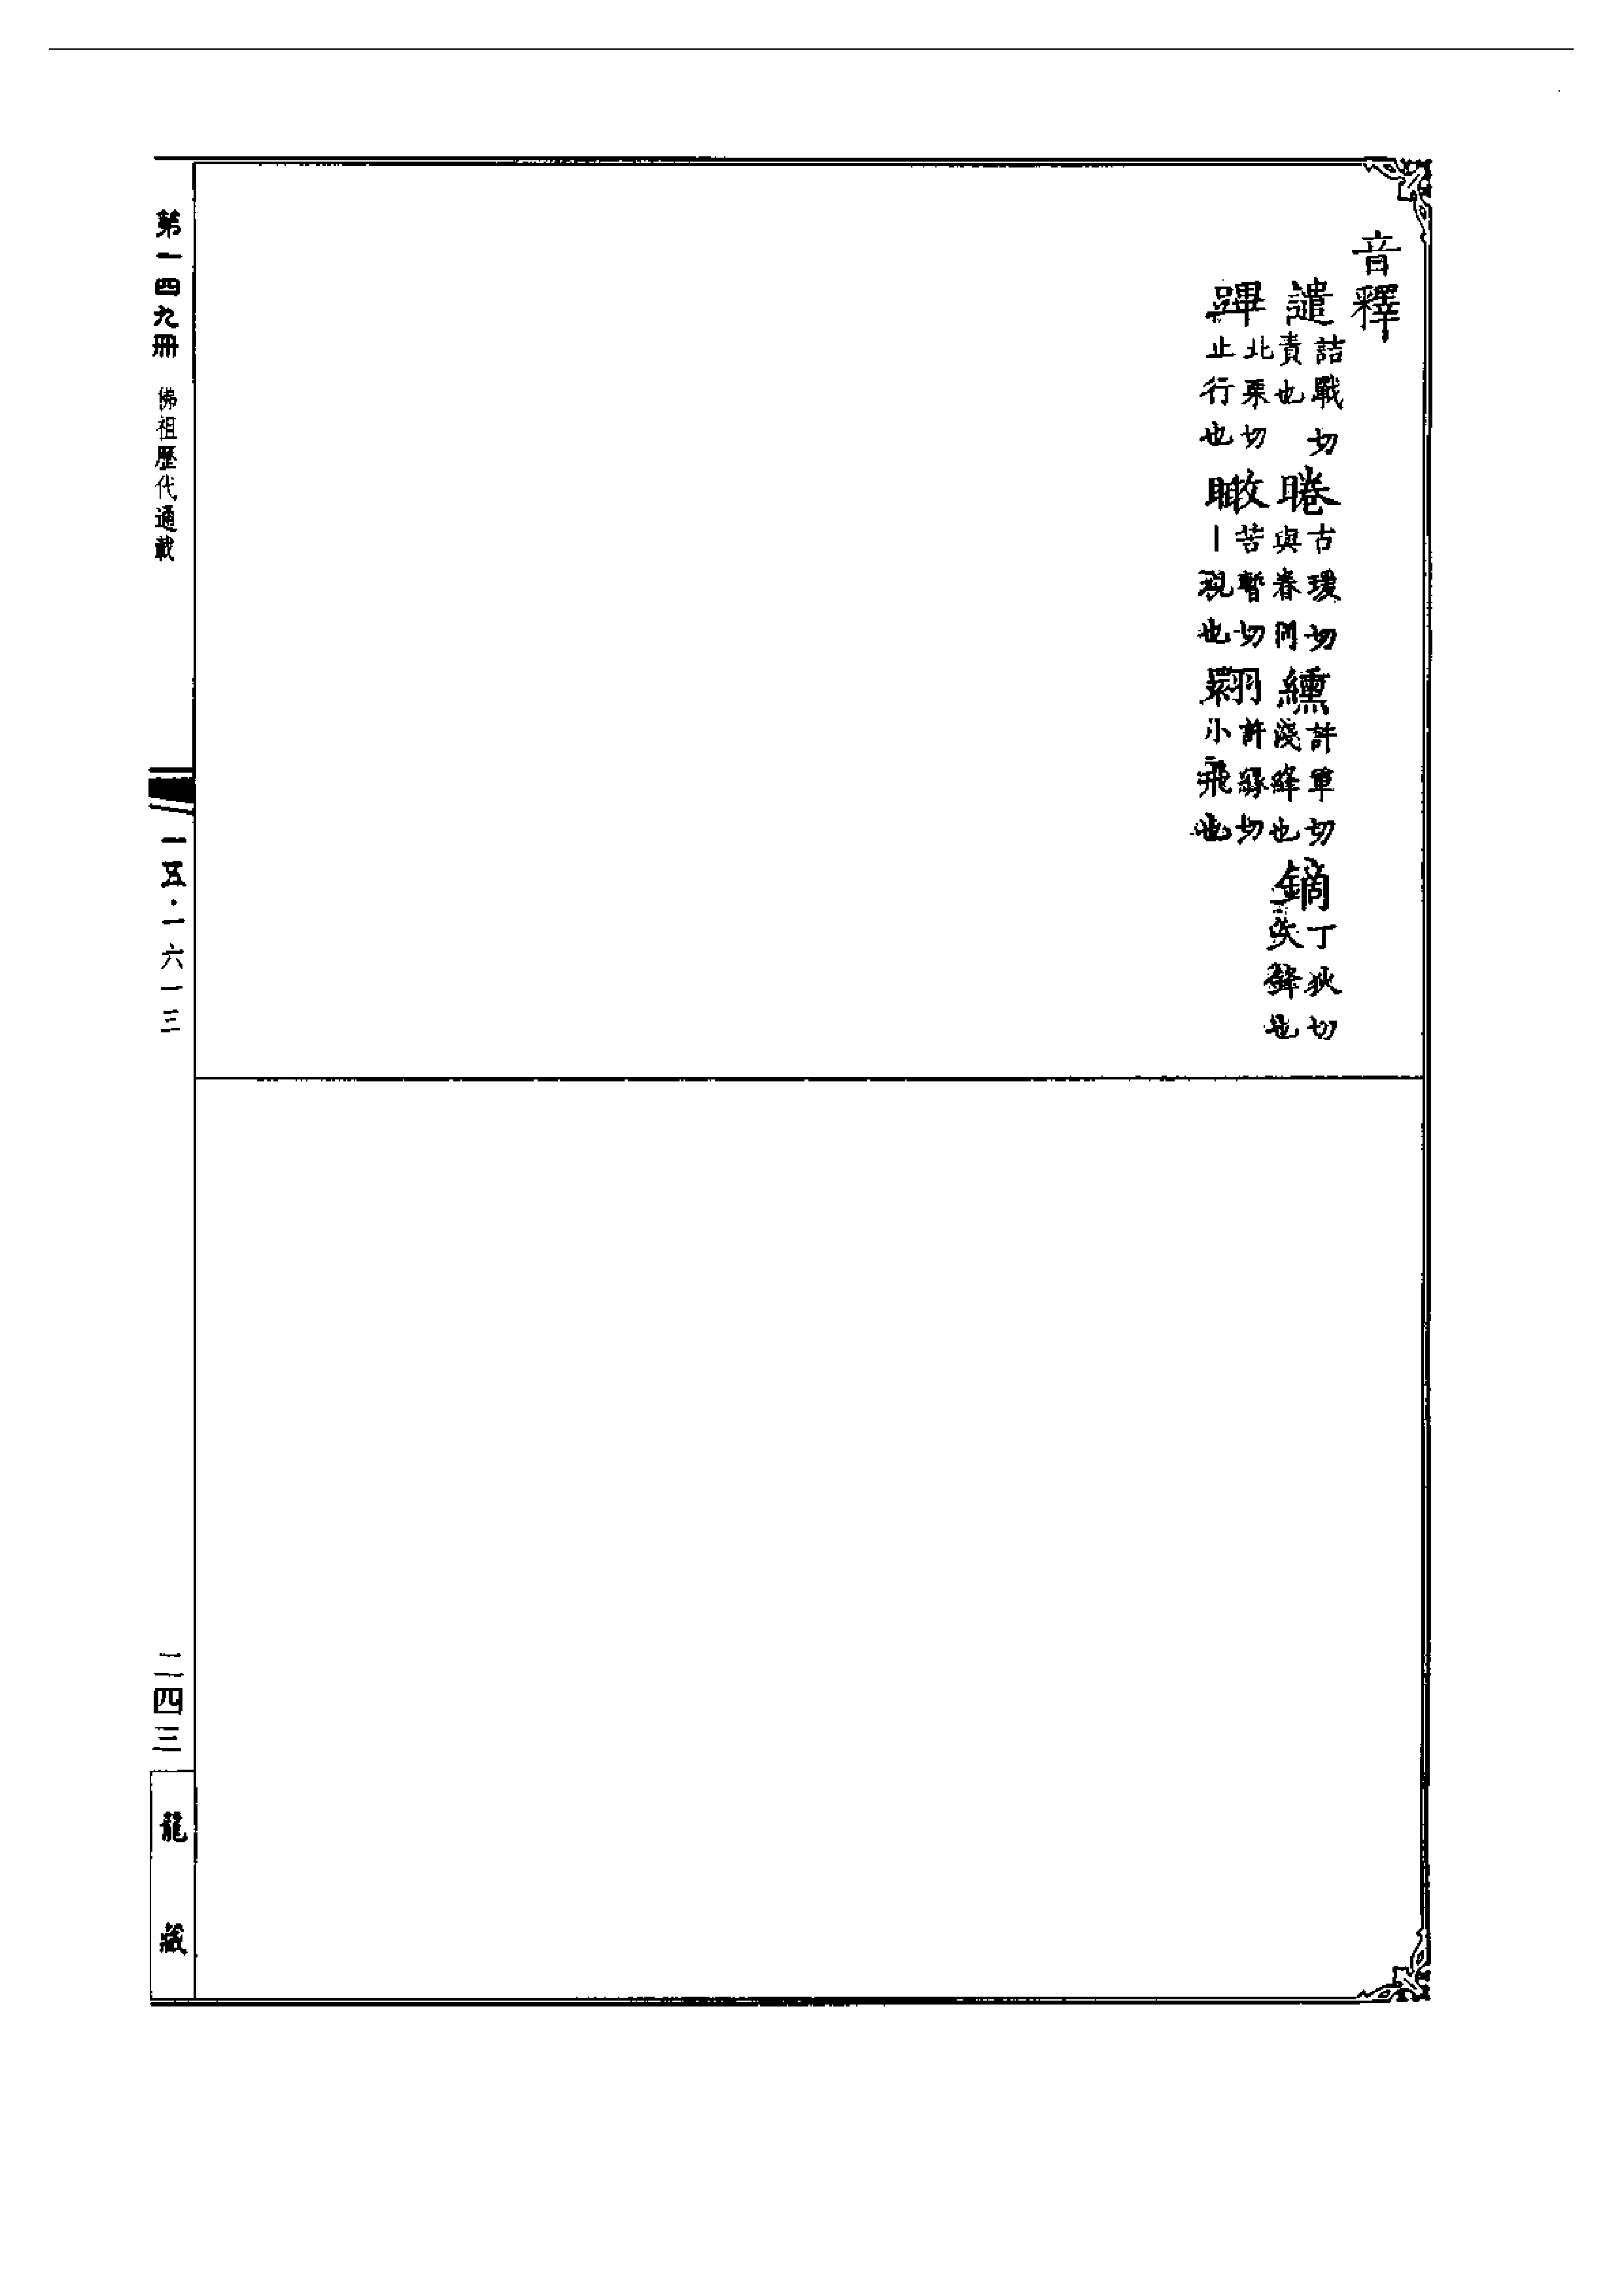 音釋
譴詰戰切責也 睠古瓊切與眷同 纁許軍切淺絳也 鏑丁狄切矢鋒也
趩北栗切止行也 瞰苦暫切丨視也 翾許緣切小飛也
第一四九冊 佛祖歷代通載
一五·一六一三
二四三
龍藏